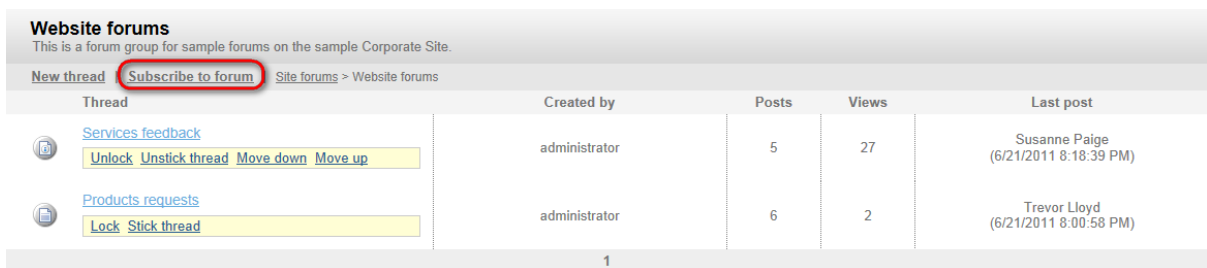 Website forums
This is a forum group for sample forums on the sample Corporate Site.
New thread | Subscribe to forum | Site forums > Website forums
Thread Created by Posts Views Last post
Services feedback
Unlock Unstick thread Move down Move up
administrator 5 27 Susanne Paige
(6/21/2011 8:18:39 PM)
Products requests
Lock Stick thread
administrator 6 2 Trevor Lloyd
(6/21/2011 8:00:58 PM)
1